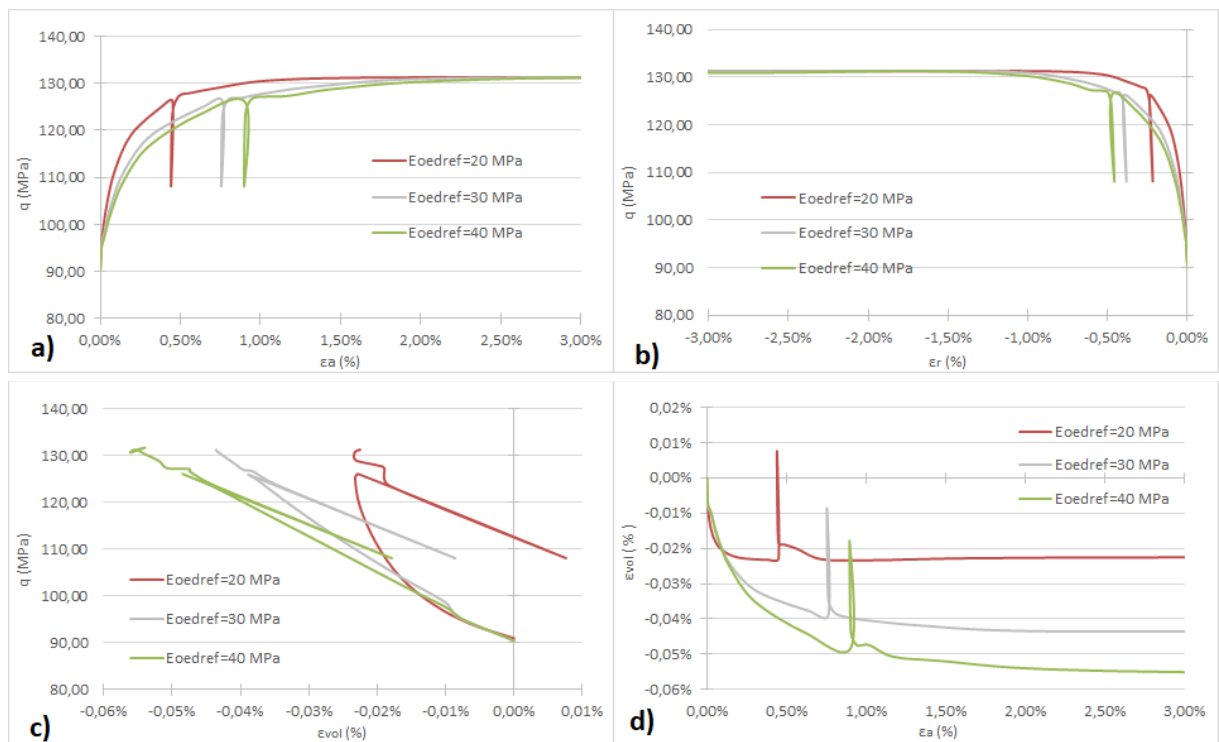 140,00
130,00
120,00
110,00
100,00
90,00
80,00
q (MPa)
Eoedref=20 MPa
Eoedref=30 MPa
Eoedref=40 MPa
0,00% 0,50% 1,00% 1,50% 2,00% 2,50% 3,00%
εa (%)
a)
140,00
130,00
120,00
110,00
100,00
90,00
80,00
q (MPa)
Eoedref=20 MPa
Eoedref=30 MPa
Eoedref=40 MPa
-3,00% -2,50% -2,00% -1,50% -1,00% -0,50% 0,00%
εr (%)
b)
140,00
130,00
120,00
110,00
100,00
90,00
80,00
q (MPa)
Eoedref=20 MPa
Eoedref=30 MPa
Eoedref=40 MPa
-0,06% -0,05% -0,04% -0,03% -0,02% -0,01% 0,00% 0,01%
εvol (%)
c)
0,02%
0,01%
0,00%
-0,01%
-0,02%
-0,03%
-0,04%
-0,05%
-0,06%
εvol (%)
Eoedref=20 MPa
Eoedref=30 MPa
Eoedref=40 MPa
0,00% 0,50% 1,00% 1,50% 2,00% 2,50% 3,00%
εa (%)
d)